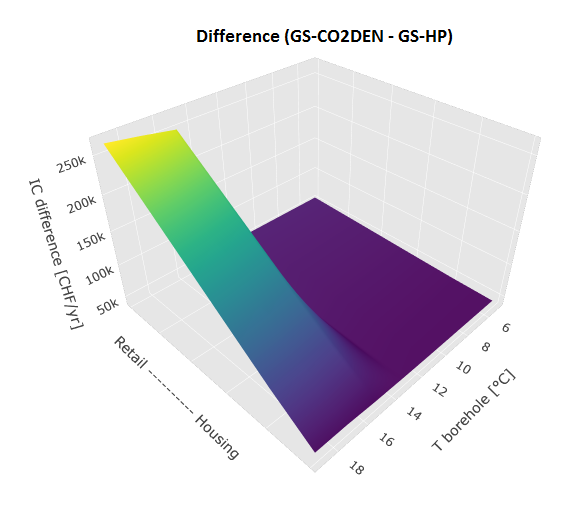 Difference (GS-CO2DEN - GS-HP)
250k
200k
150k
100k
50k
IC difference [CHF/yr]
Retail -------- Housing
6
8
10
12
14
16
18
T borehole [°C]